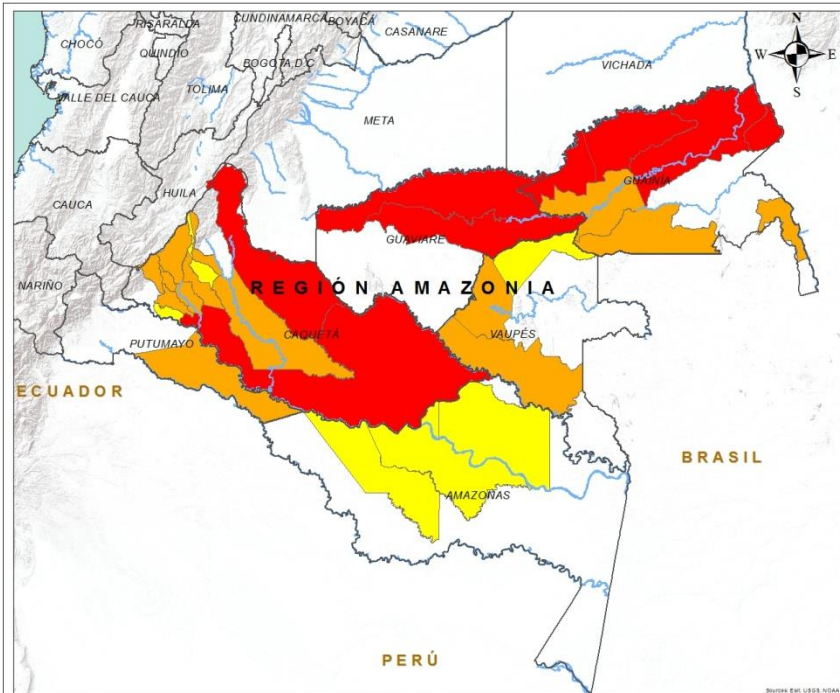 RISARALDA
CUNDINAMARCA
BOYACÁ
CASANARE
N
CHOCÓ
QUINDIO
BOGOTA D.C
VICHADA
W
E
S
VALLE DEL CAUCA
TOLIMA
META
HUILA
GUAINÍA
CAUCA
GUAVIARE
NARIÑO
REGIÓN AMAZONIA
CAQUETÁ
VAUPÉS
PUTUMAYO
ECUADOR
BRASIL
AMAZONAS
PERÚ
Sources: Esri, USGS, NOAA